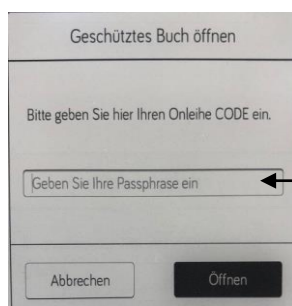 Geschütztes Buch öffnen
Bitte geben Sie hier Ihren Onleihe CODE ein.
Geben Sie Ihre Passphrase ein
Abbrechen Öffnen